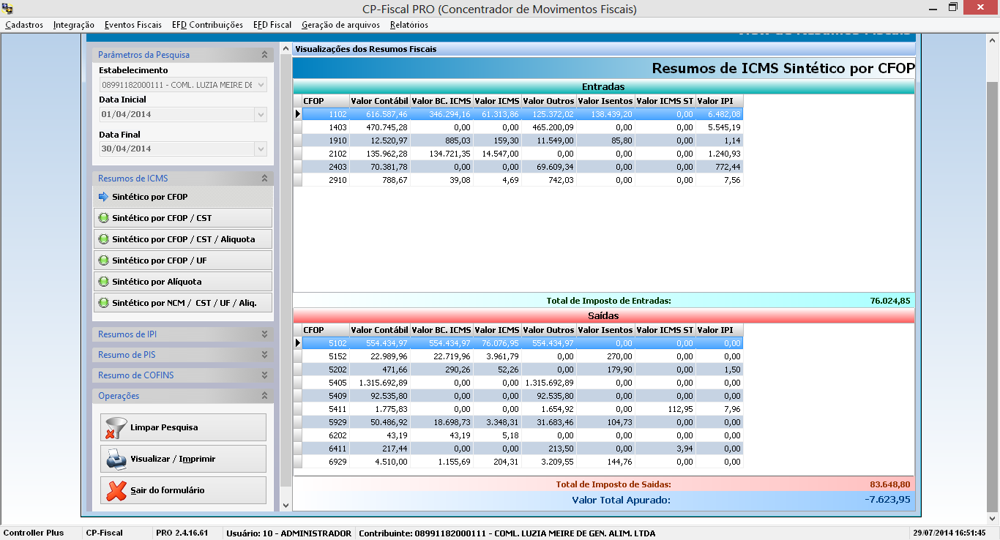 CP-Fiscal PRO (Concentrador de Movimentos Fiscais)
Cadastros Integração Eventos Fiscais EFD Contribuições EFD Fiscal Geração de arquivos Relatórios
Parâmetros da Pesquisa
Estabelecimento
08991182000111 - COML. LUZIA MEIRE DE
Data Inicial
01/04/2014
Data Final
30/04/2014
Resumos de ICMS
Sintético por CFOP
Sintético por CFOP / CST
Sintético por CFOP / CST / Aliquota
Sintético por CFOP / UF
Sintético por Alíquota
Sintético por NCM / CST / UF / Aliq.
Resumos de IPI
Resumo de PIS
Resumo de COFINS
Operações
Limpar Pesquisa
Visualizar / Imprimir
Sair do formulário
Visualizações dos Resumos Fiscais
Resumos de ICMS Sintético por CFOP
Entradas
CFOP Valor Contábil Valor BC. ICMS Valor ICMS Valor Outros Valor Isentos Valor ICMS ST Valor IPI
1102 616.587,46 346.294,16 61.313,86 125.372,02 138.439,20 0,00 6.482,08
1403 470.745,28 0,00 0,00 465.200,09 0,00 0,00 5.545,19
1910 12.520,97 885,03 159,30 11.549,00 85,80 0,00 1,14
2102 135.962,28 134.721,35 14.547,00 0,00 0,00 0,00 1.240,93
2403 70.381,78 0,00 0,00 69.609,34 0,00 0,00 772,44
2910 788,67 39,08 4,69 742,03 0,00 0,00 7,56
Total de Imposto de Entradas: 76.024,85
Saídas
CFOP Valor Contábil Valor BC. ICMS Valor ICMS Valor Outros Valor Isentos Valor ICMS ST Valor IPI
5102 554.434,97 554.434,97 76.076,95 554.434,97 0,00 0,00 0,00
5152 22.989,96 22.719,96 3.961,79 0,00 270,00 0,00 0,00
5202 471,66 290,26 52,26 0,00 179,90 0,00 1,50
5405 1.315.692,89 0,00 0,00 1.315.692,89 0,00 0,00 0,00
5409 92.535,80 0,00 0,00 92.535,80 0,00 0,00 0,00
5411 1.775,83 0,00 0,00 1.654,92 0,00 112,95 7,96
5929 50.486,92 18.698,73 3.348,31 31.683,46 104,73 0,00 0,00
6202 43,19 43,19 5,18 0,00 0,00 0,00 0,00
6411 217,44 0,00 0,00 213,50 0,00 3,94 0,00
6929 4.510,00 1.155,69 204,31 3.209,55 144,76 0,00 0,00
Total de Imposto de Saidas: 83.648,80
Valor Total Apurado: -7.623,95
Controller Plus CP-Fiscal PRO 2.4.16.61 Usuário: 10 - ADMINISTRADOR Contribuinte: 08991182000111 - COML. LUZIA MEIRE DE GEN. ALIM. LTDA 29/07/2014 16:51:45